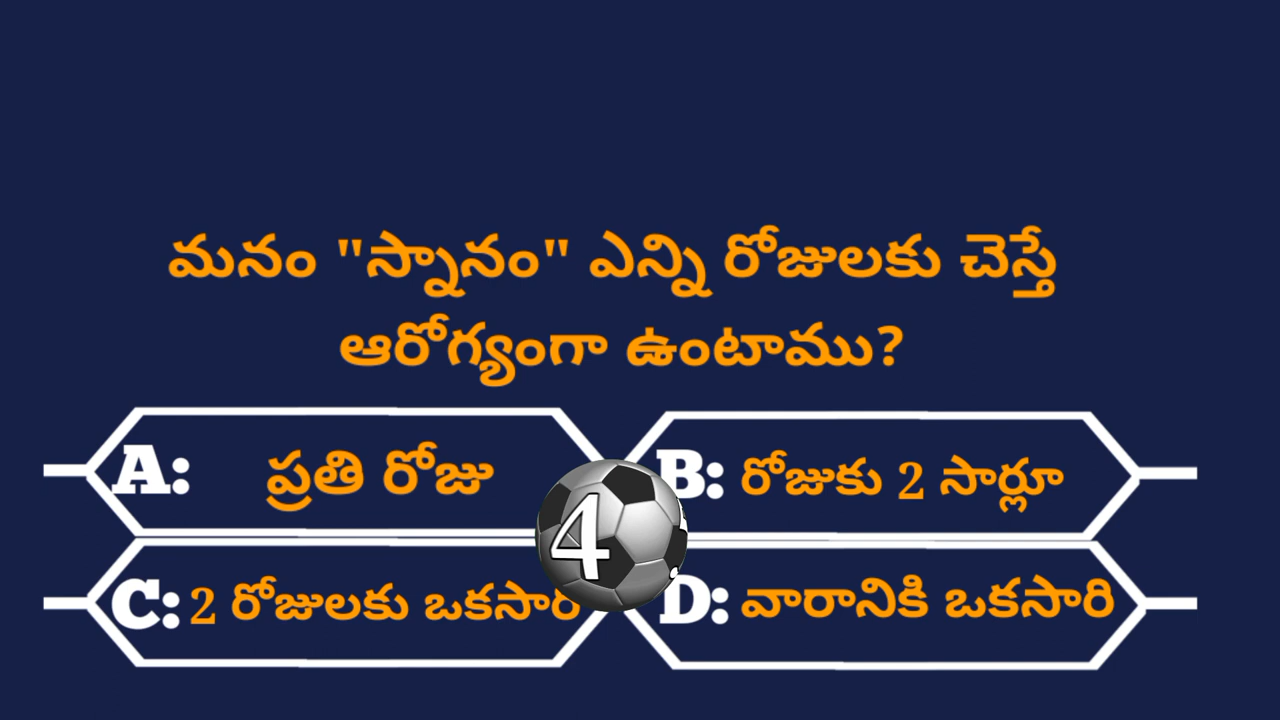 మనం "స్నానం" ఎన్ని రోజులకు చెస్తే
ఆరోగ్యంగా ఉంటాము?
A: ప్రతి రోజు
B: రోజుకు 2 సార్లూ
4
C: 2 రోజులకు ఒకసారి
D: వారానికి ఒకసారి